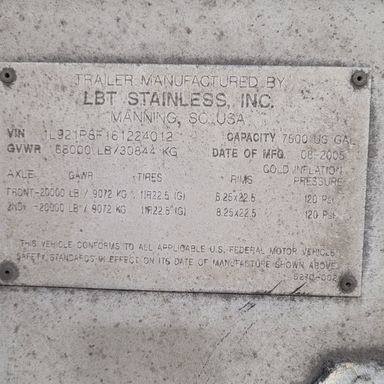 TRAILER MANUFACTURED BY
LBT STAINLESS, INC.
MANNING, SC. USA
VIN 1L921P8F161224012 CAPACITY 7500 US GAL
GVWR 68000 LB/30844 KG DATE OF MFG. 08-2005
AXLE GAWR TIRES RIMS COLD INFLATION PRESSURE
FRONT-20000 LB / 9072 KG 11R22.5 (G) 8.25x22.5 120 PSI
2ND -20000 LB / 9072 KG 11R22.5 (G) 8.25x22.5 120 PSI
THIS VEHICLE CONFORMS TO ALL APPLICABLE U.S. FEDERAL MOTOR VEHICLE
SAFETY STANDARDS IN EFFECT ON ITS DATE OF MANUFACTURE SHOWN ABOVE
5270-002